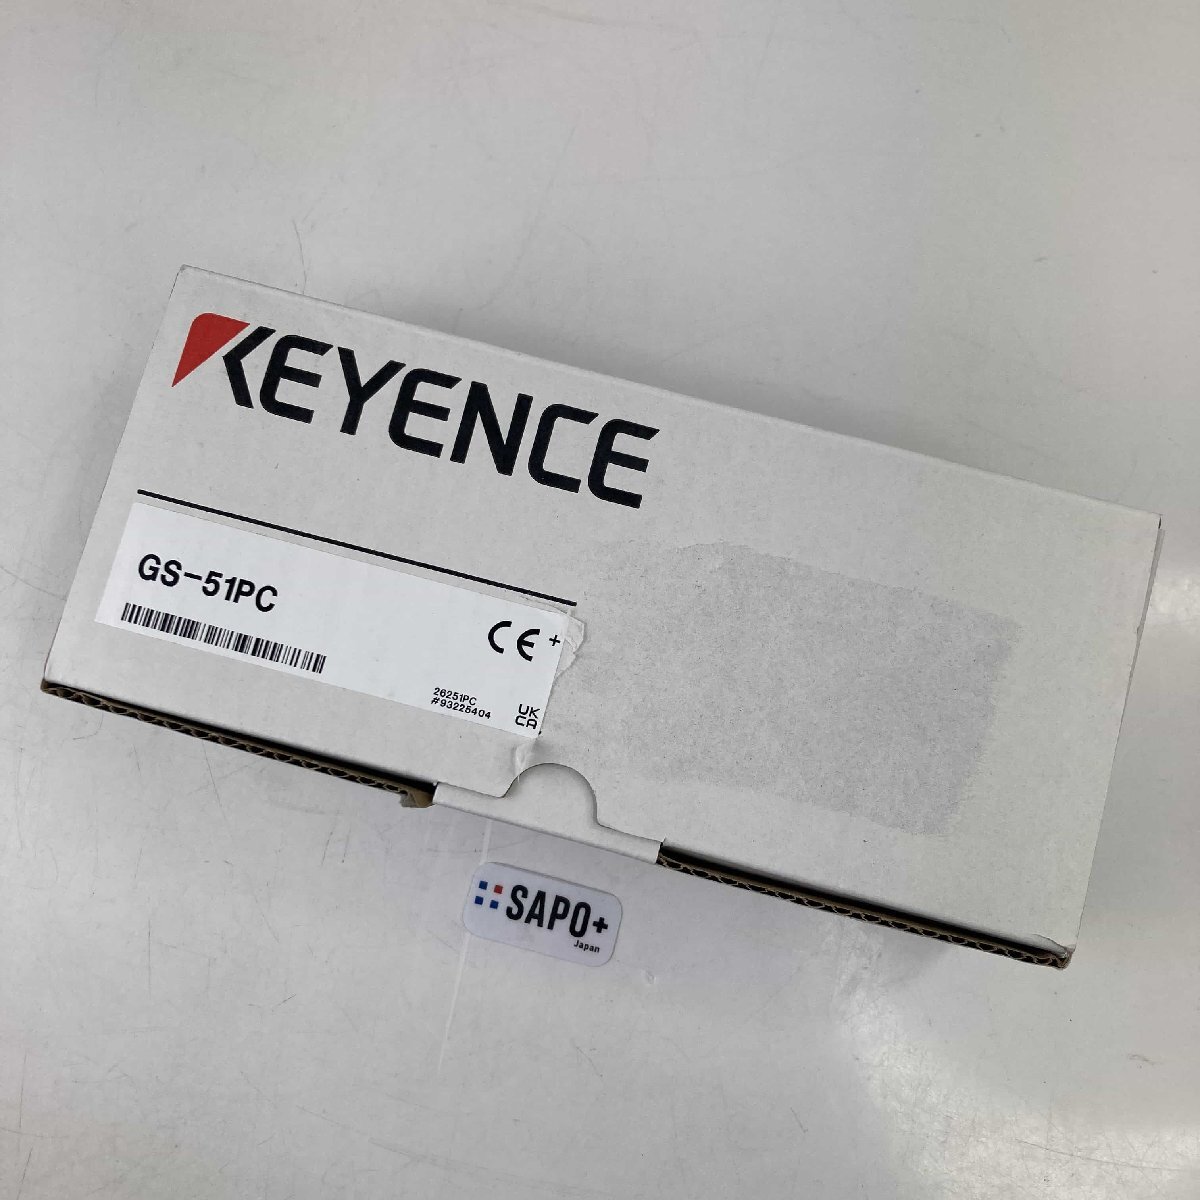 KEYENCE
GS-51PC
CE +
26251PC
#93225404
UK
CA
SAPO+
Japan